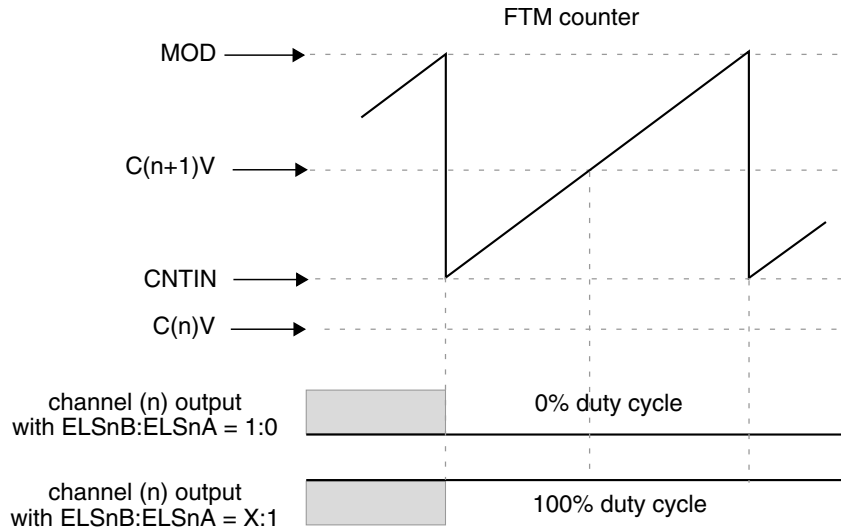 FTM counter
MOD
C(n+1)V
CNTIN
C(n)V
channel (n) output
with ELSnB:ELSnA = 1:0
0% duty cycle
channel (n) output
with ELSnB:ELSnA = X:1
100% duty cycle